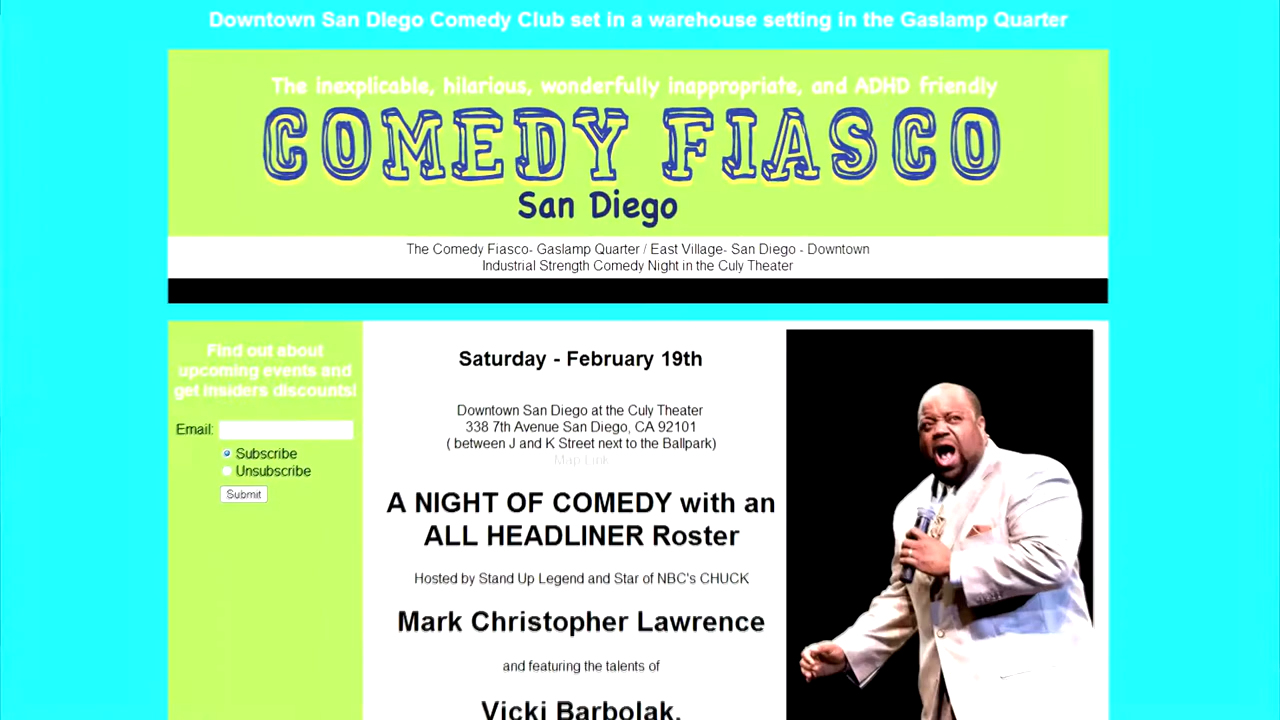 Downtown San Diego Comedy Club set in a warehouse setting in the Gaslamp Quarter
The inexplicable, hilarious, wonderfully inappropriate, and ADHD friendly
COMEDY FIASCO
San Diego
The Comedy Fiasco- Gaslamp Quarter / East Village- San Diego - Downtown
Industrial Strength Comedy Night in the Culy Theater
Find out about
upcoming events and
get insiders discounts!
Email:
Subscribe
Unsubscribe
Submit
Saturday - February 19th
Downtown San Diego at the Culy Theater
338 7th Avenue San Diego, CA 92101
( between J and K Street next to the Ballpark)
Map Link
A NIGHT OF COMEDY with an
ALL HEADLINER Roster
Hosted by Stand Up Legend and Star of NBC's CHUCK
Mark Christopher Lawrence
and featuring the talents of
Vicki Barbolak,